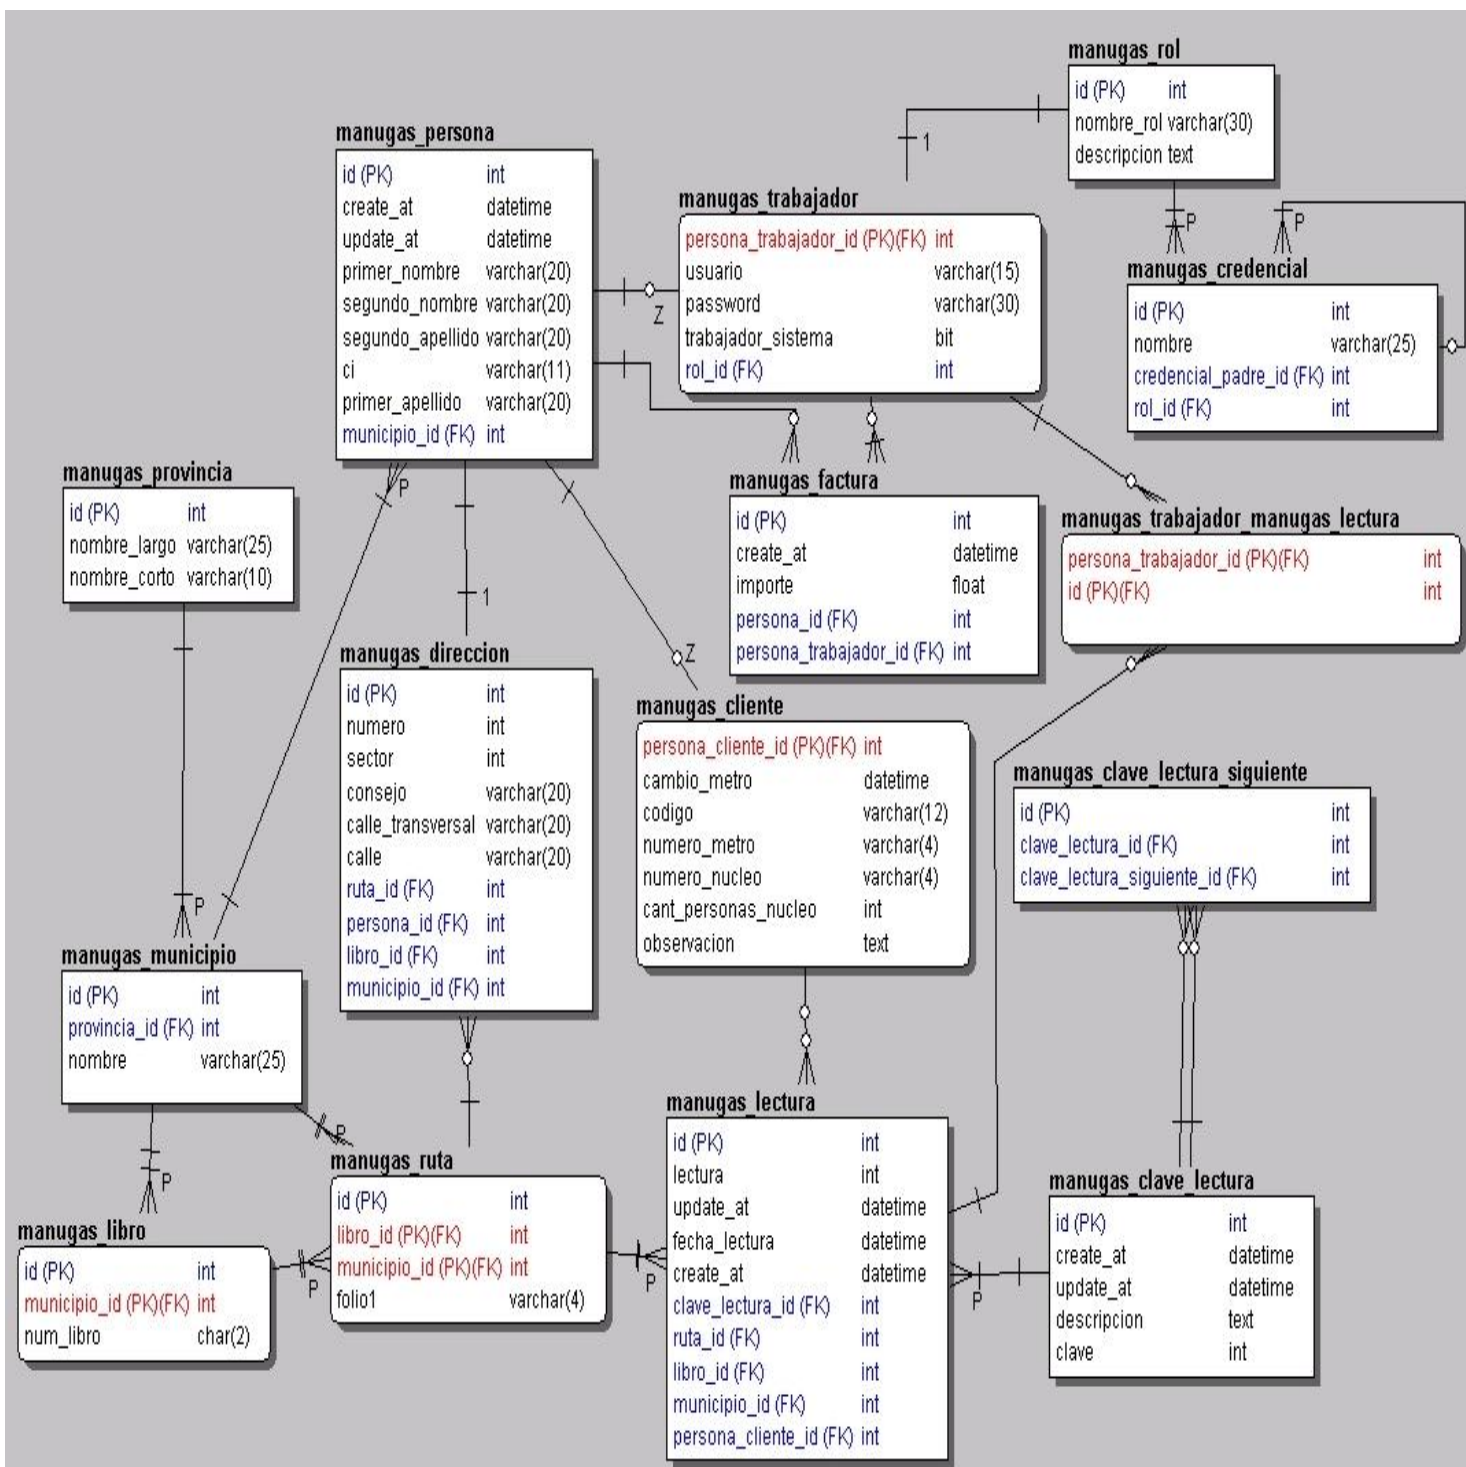 manugas_rol
id (PK) int
nombre_rol varchar(30)
descripcion text
1
P
P
manugas_persona
id (PK) int
create_at datetime
update_at datetime
primer_nombre varchar(20)
segundo_nombre varchar(20)
segundo_apellido varchar(20)
ci varchar(11)
primer_apellido varchar(20)
municipio_id (FK) int
manugas_trabajador
persona_trabajador_id (PK)(FK) int
usuario varchar(15)
password varchar(30)
trabajador_sistema bit
rol_id (FK) int
Z
manugas_credencial
id (PK) int
nombre varchar(25)
credencial_padre_id (FK) int
rol_id (FK) int
manugas_provincia
id (PK) int
nombre_largo varchar(25)
nombre_corto varchar(10)
P
manugas_factura
id (PK) int
create_at datetime
importe float
persona_id (FK) int
persona_trabajador_id (FK) int
manugas_trabajador_manugas_lectura
persona_trabajador_id (PK)(FK) int
id (PK)(FK) int
1
manugas_direccion
id (PK) int
numero int
sector int
consejo varchar(20)
calle_transversal varchar(20)
calle varchar(20)
ruta_id (FK) int
persona_id (FK) int
libro_id (FK) int
municipio_id (FK) int
Z
manugas_cliente
persona_cliente_id (PK)(FK) int
cambio_metro datetime
codigo varchar(12)
numero_metro varchar(4)
numero_nucleo varchar(4)
cant_personas_nucleo int
observacion text
manugas_clave_lectura_siguiente
id (PK) int
clave_lectura_id (FK) int
clave_lectura_siguiente_id (FK) int
P
manugas_municipio
id (PK) int
provincia_id (FK) int
nombre varchar(25)
P
P
manugas_libro
id (PK) int
municipio_id (PK)(FK) int
num_libro char(2)
P
manugas_ruta
id (PK) int
libro_id (PK)(FK) int
municipio_id (PK)(FK) int
folio1 varchar(4)
P
manugas_lectura
id (PK) int
lectura int
update_at datetime
fecha_lectura datetime
create_at datetime
clave_lectura_id (FK) int
ruta_id (FK) int
libro_id (FK) int
municipio_id (FK) int
persona_cliente_id (FK) int
P
manugas_clave_lectura
id (PK) int
create_at datetime
update_at datetime
descripcion text
clave int